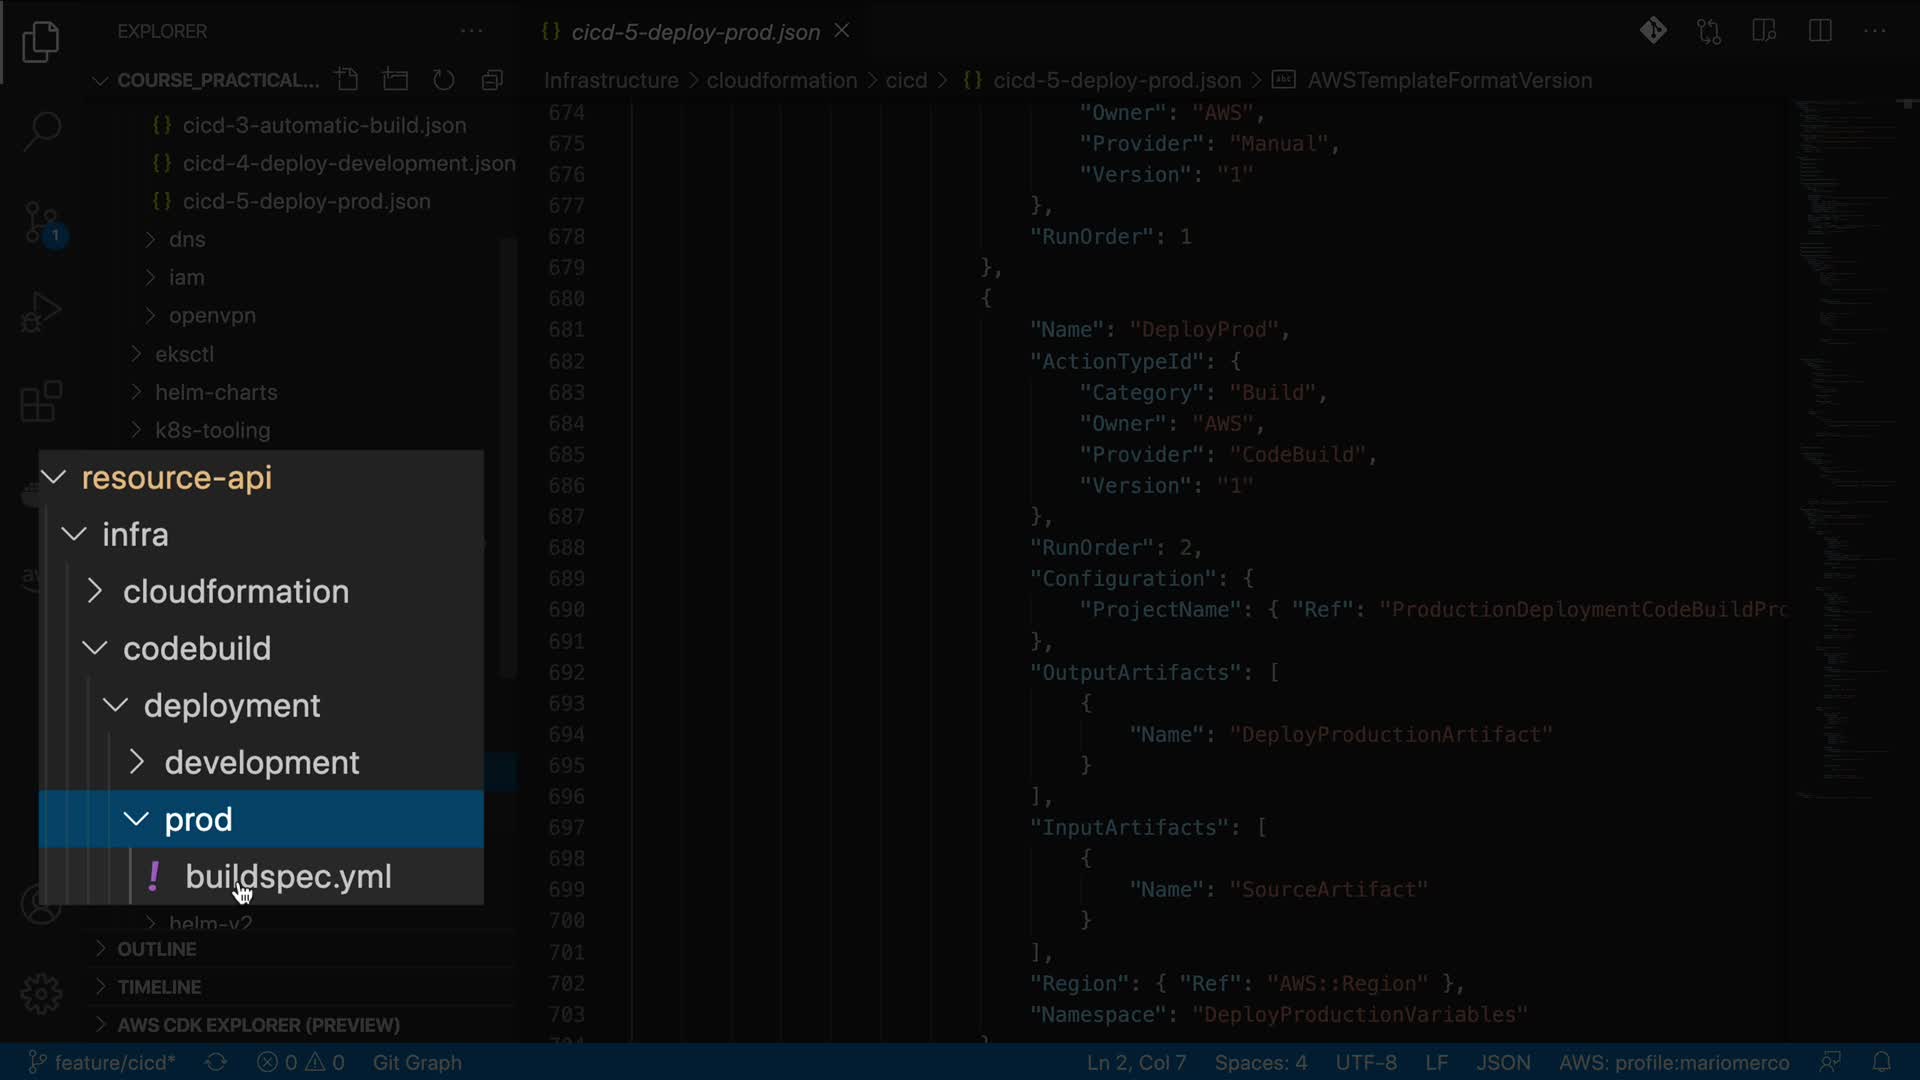 EXPLORER
COURSE_PRACTICAL...
cicd-3-automatic-build.json
cicd-4-deploy-development.json
cicd-5-deploy-prod.json
dns
iam
openvpn
eksctl
helm-charts
k8s-tooling
resource-api
infra
cloudformation
codebuild
deployment
development
prod
! buildspec.yml
helm-v2
OUTLINE
TIMELINE
AWS CDK EXPLORER (PREVIEW)
1
{} cicd-5-deploy-prod.json
Infrastructure > cloudformation > cicd > {} cicd-5-deploy-prod.json > abc AWSTemplateFormatVersion
674 "Owner": "AWS",
675 "Provider": "Manual",
676 "Version": "1"
677 },
678 "RunOrder": 1
679 },
680 {
681 "Name": "DeployProd",
682 "ActionTypeId": {
683 "Category": "Build",
684 "Owner": "AWS",
685 "Provider": "CodeBuild",
686 "Version": "1"
687 },
688 "RunOrder": 2,
689 "Configuration": {
690 "ProjectName": { "Ref": "ProductionDeploymentCodeBuildPro
691 },
692 "OutputArtifacts": [
693 {
694 "Name": "DeployProductionArtifact"
695 }
696 ],
697 "InputArtifacts": [
698 {
699 "Name": "SourceArtifact"
700 }
701 ],
702 "Region": { "Ref": "AWS::Region" },
703 "Namespace": "DeployProductionVariables"
feature/cicd* 0 0 Git Graph Ln 2, Col 7 Spaces: 4 UTF-8 LF JSON AWS: profile:mariomerco